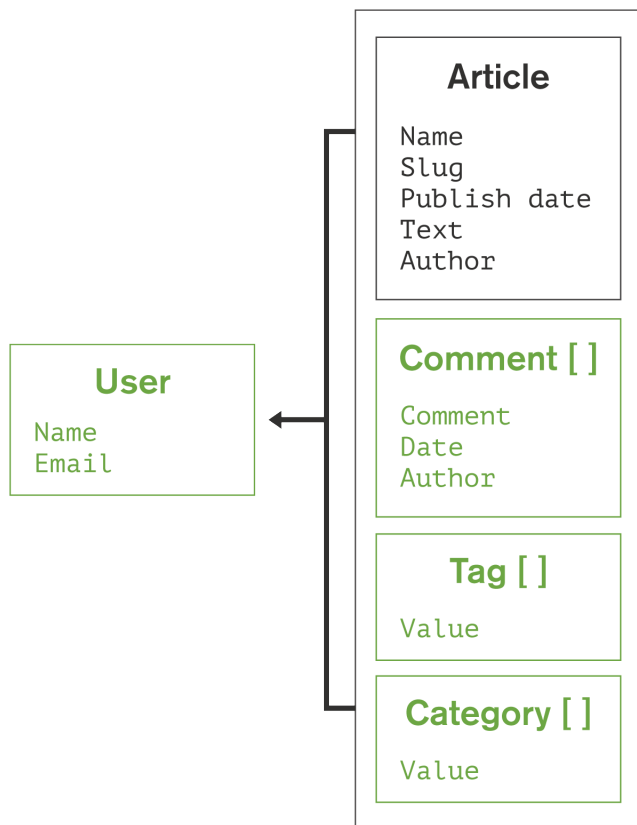 Article
Name
Slug
Publish date
Text
Author
User
Name
Email
Comment [ ]
Comment
Date
Author
Tag [ ]
Value
Category [ ]
Value